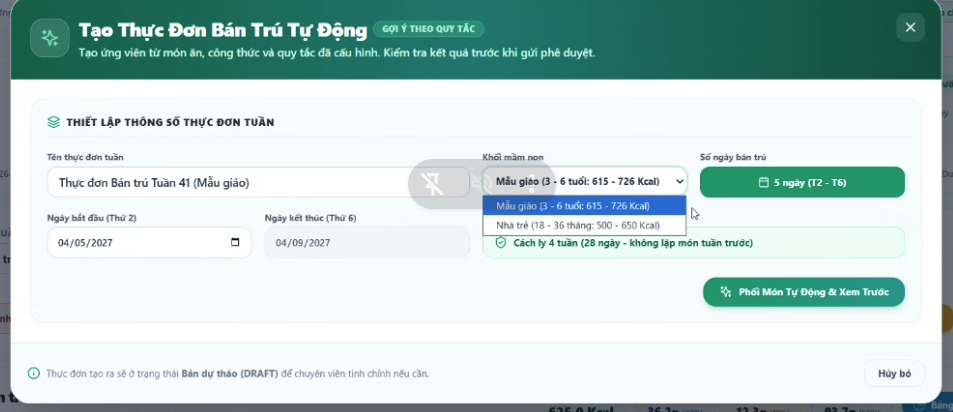 Tạo Thực Đơn Bán Trú Tự Động GỢI Ý THEO QUY TẮC
Tạo ứng viên từ món ăn, công thức và quy tắc đã cấu hình. Kiểm tra kết quả trước khi gửi phê duyệt.
THIẾT LẬP THÔNG SỐ THỰC ĐƠN TUẦN
Tên thực đơn tuần
Thực đơn Bán trú Tuần 41 (Mẫu giáo)
Khối mầm non
Mẫu giáo (3 - 6 tuổi: 615 - 726 Kcal)
Mẫu giáo (3 - 6 tuổi: 615 - 726 Kcal)
Nhà trẻ (18 - 36 tháng: 500 - 650 Kcal)
Số ngày bán trú
5 ngày (T2 - T6)
Ngày bắt đầu (Thứ 2)
04/05/2027
Ngày kết thúc (Thứ 6)
04/09/2027
Cách ly 4 tuần (28 ngày - không lặp món tuần trước)
Phối Món Tự Động & Xem Trước
Thực đơn tạo ra sẽ ở trạng thái Bán dự thảo (DRAFT) để chuyên viên tinh chỉnh nếu cần.
Hủy bỏ